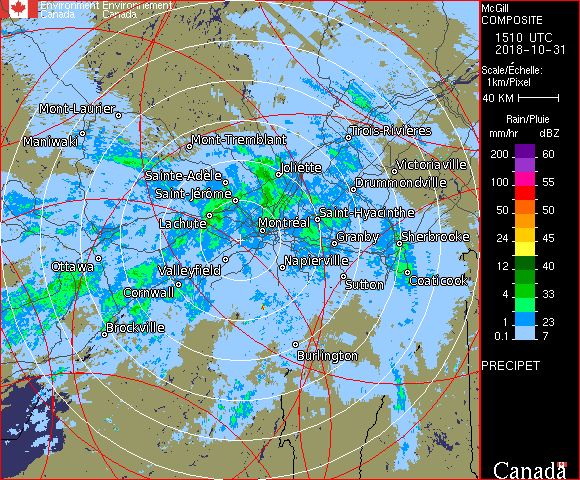 Environment Environnement
Canada Canada
McGill
COMPOSITE
1510 UTC
2018-10-31
Scale/Échelle:
1km/Pixel
40 KM
Rain/Pluie
mm/hr dBZ
200 60
100 55
50 50
24 45
12 40
4 33
1 23
0.1 7
PRECIPET
Canada
Mont-Laurier
Maniwaki
Mont-Tremblant
Trois-Rivières
Sainte-Adèle
Joliette
Victoriaville
Saint-Jérôme
Drummondville
Lachute
Montréal
Saint-Hyacinthe
Granby
Sherbrooke
Ottawa
Valleyfield
Napierville
Coaticook
Cornwall
Sutton
Brockville
Burlington